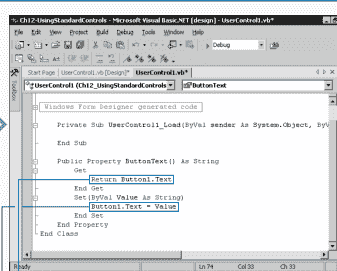 Ch12-UsingStandardControls - Microsoft Visual Basic.NET [design] - UserControl1.vb*
File Edit View Project Build Debug Tools Window Help
Debug
Start Page UserControl1.vb [Design]* UserControl1.vb*
Toolbox
UserControl1 (Ch12_UsingStandardControls ButtonText
Windows Form Designer generated code
Private Sub UserControl1_Load(ByVal sender As System.Object, ByV
End Sub
Public Property ButtonText() As String
Get
Return Button1.Text
End Get
Set(ByVal Value As String)
Button1.Text = Value
End Set
End Property
End Class
Ready Ln 74 Col 33 Ch 33